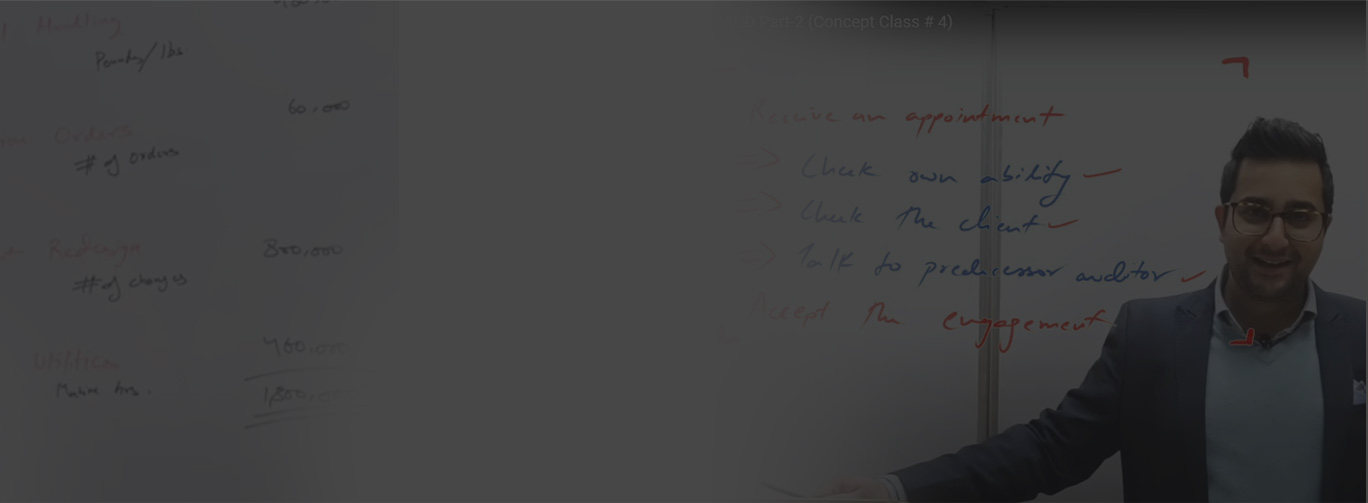 Handling
Pounds/lbs
60,000
Orders
# of orders
Redesign
800,000
# of changes
Utilities
400,000
Machine hrs.
1,800,000
Part-2 (Concept Class # 4)
Receive an appointment
=> Check own ability
=> Check the client
=> Talk to predecessor auditor
Accept the engagement